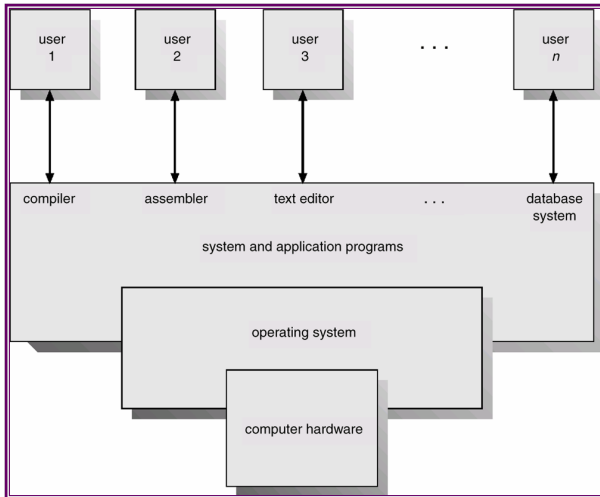 user
1
user
2
user
3
. . .
user
n
compiler
assembler
text editor
. . .
database
system
system and application programs
operating system
computer hardware